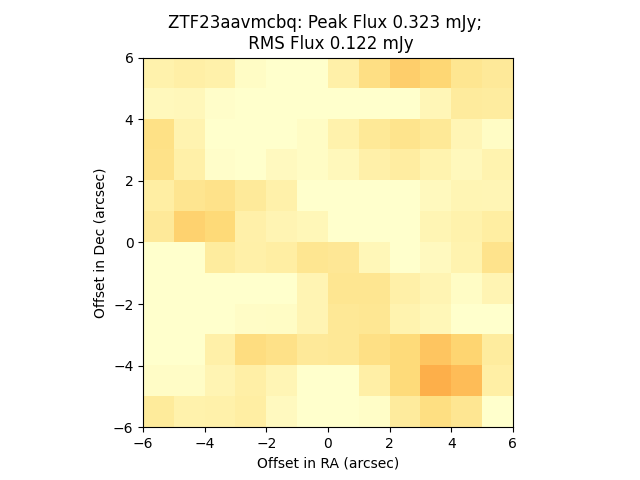 ZTF23aavmcbq: Peak Flux 0.323 mJy;
RMS Flux 0.122 mJy
6
4
2
0
−2
−4
−6
Offset in Dec (arcsec)
−6 −4 −2 0 2 4 6
Offset in RA (arcsec)